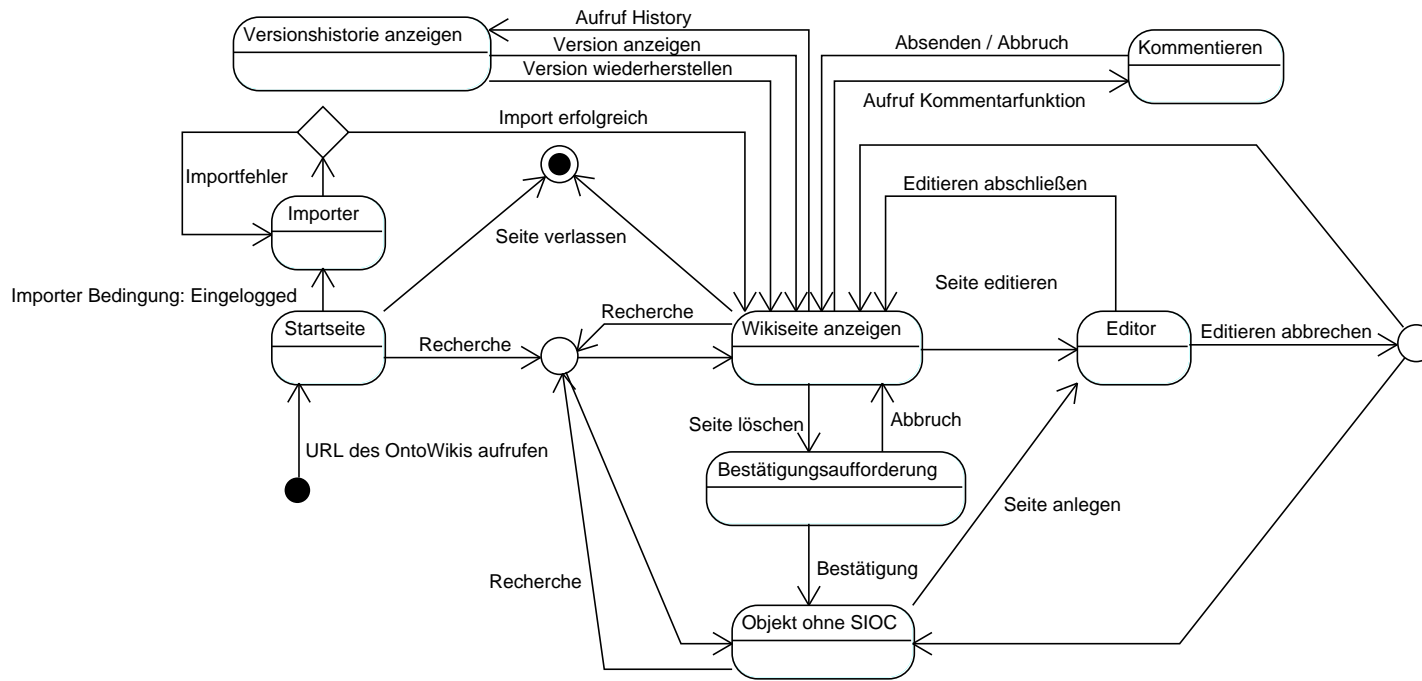 Aufruf History
Versionshistorie anzeigen
Version anzeigen
Absenden / Abbruch
Kommentieren
Version wiederherstellen
Aufruf Kommentarfunktion
Import erfolgreich
Importfehler
Editieren abschließen
Importer
Seite verlassen
Seite editieren
Importer Bedingung: Eingelogged
Recherche
Startseite
Wikiseite anzeigen
Editor
Editieren abbrechen
Recherche
Seite löschen
Abbruch
URL des OntoWikis aufrufen
Bestätigungsaufforderung
Seite anlegen
Bestätigung
Recherche
Objekt ohne SIOC